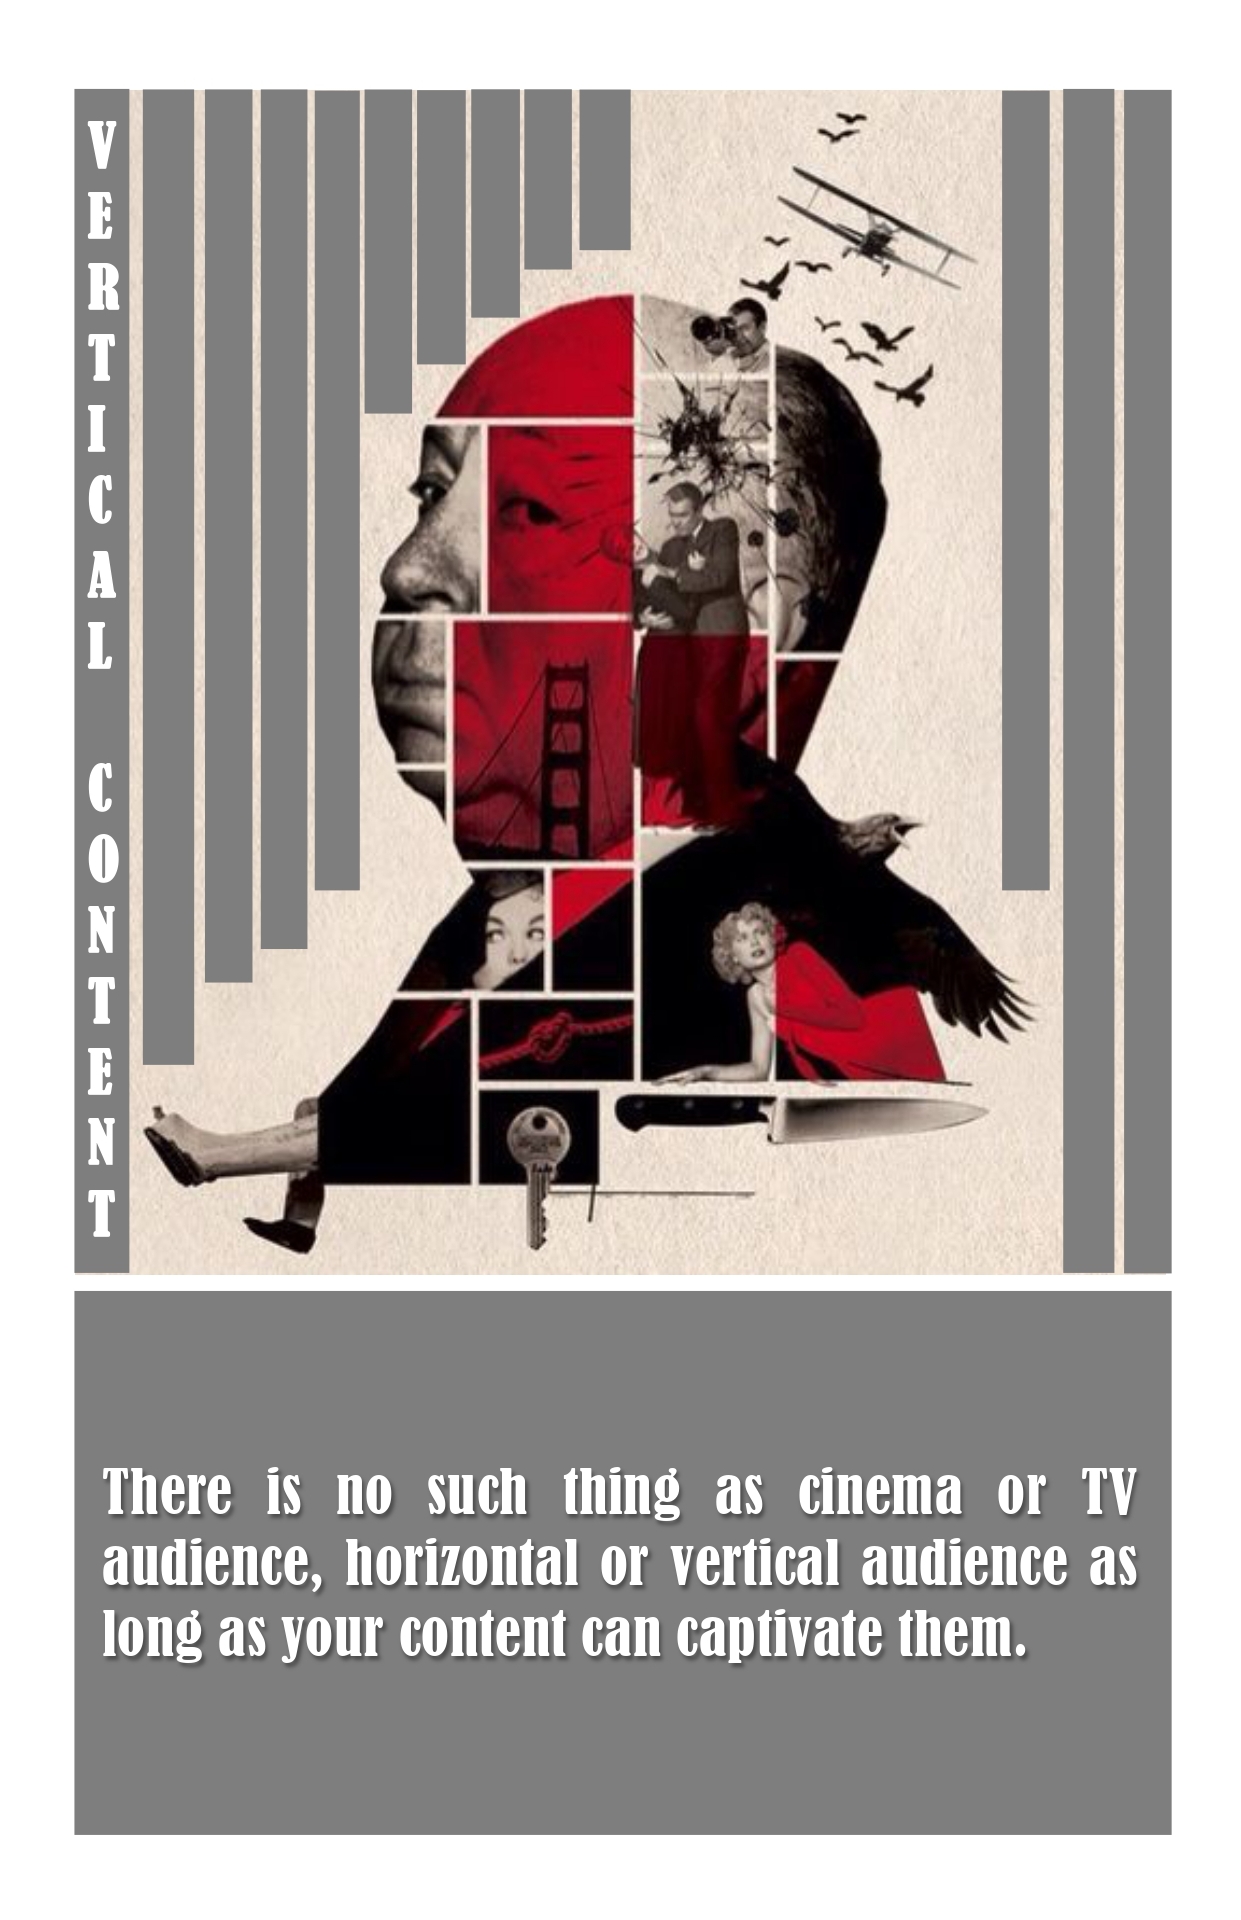 VERTICAL CONTENT
There is no such thing as cinema or TV
audience, horizontal or vertical audience as
long as your content can captivate them.